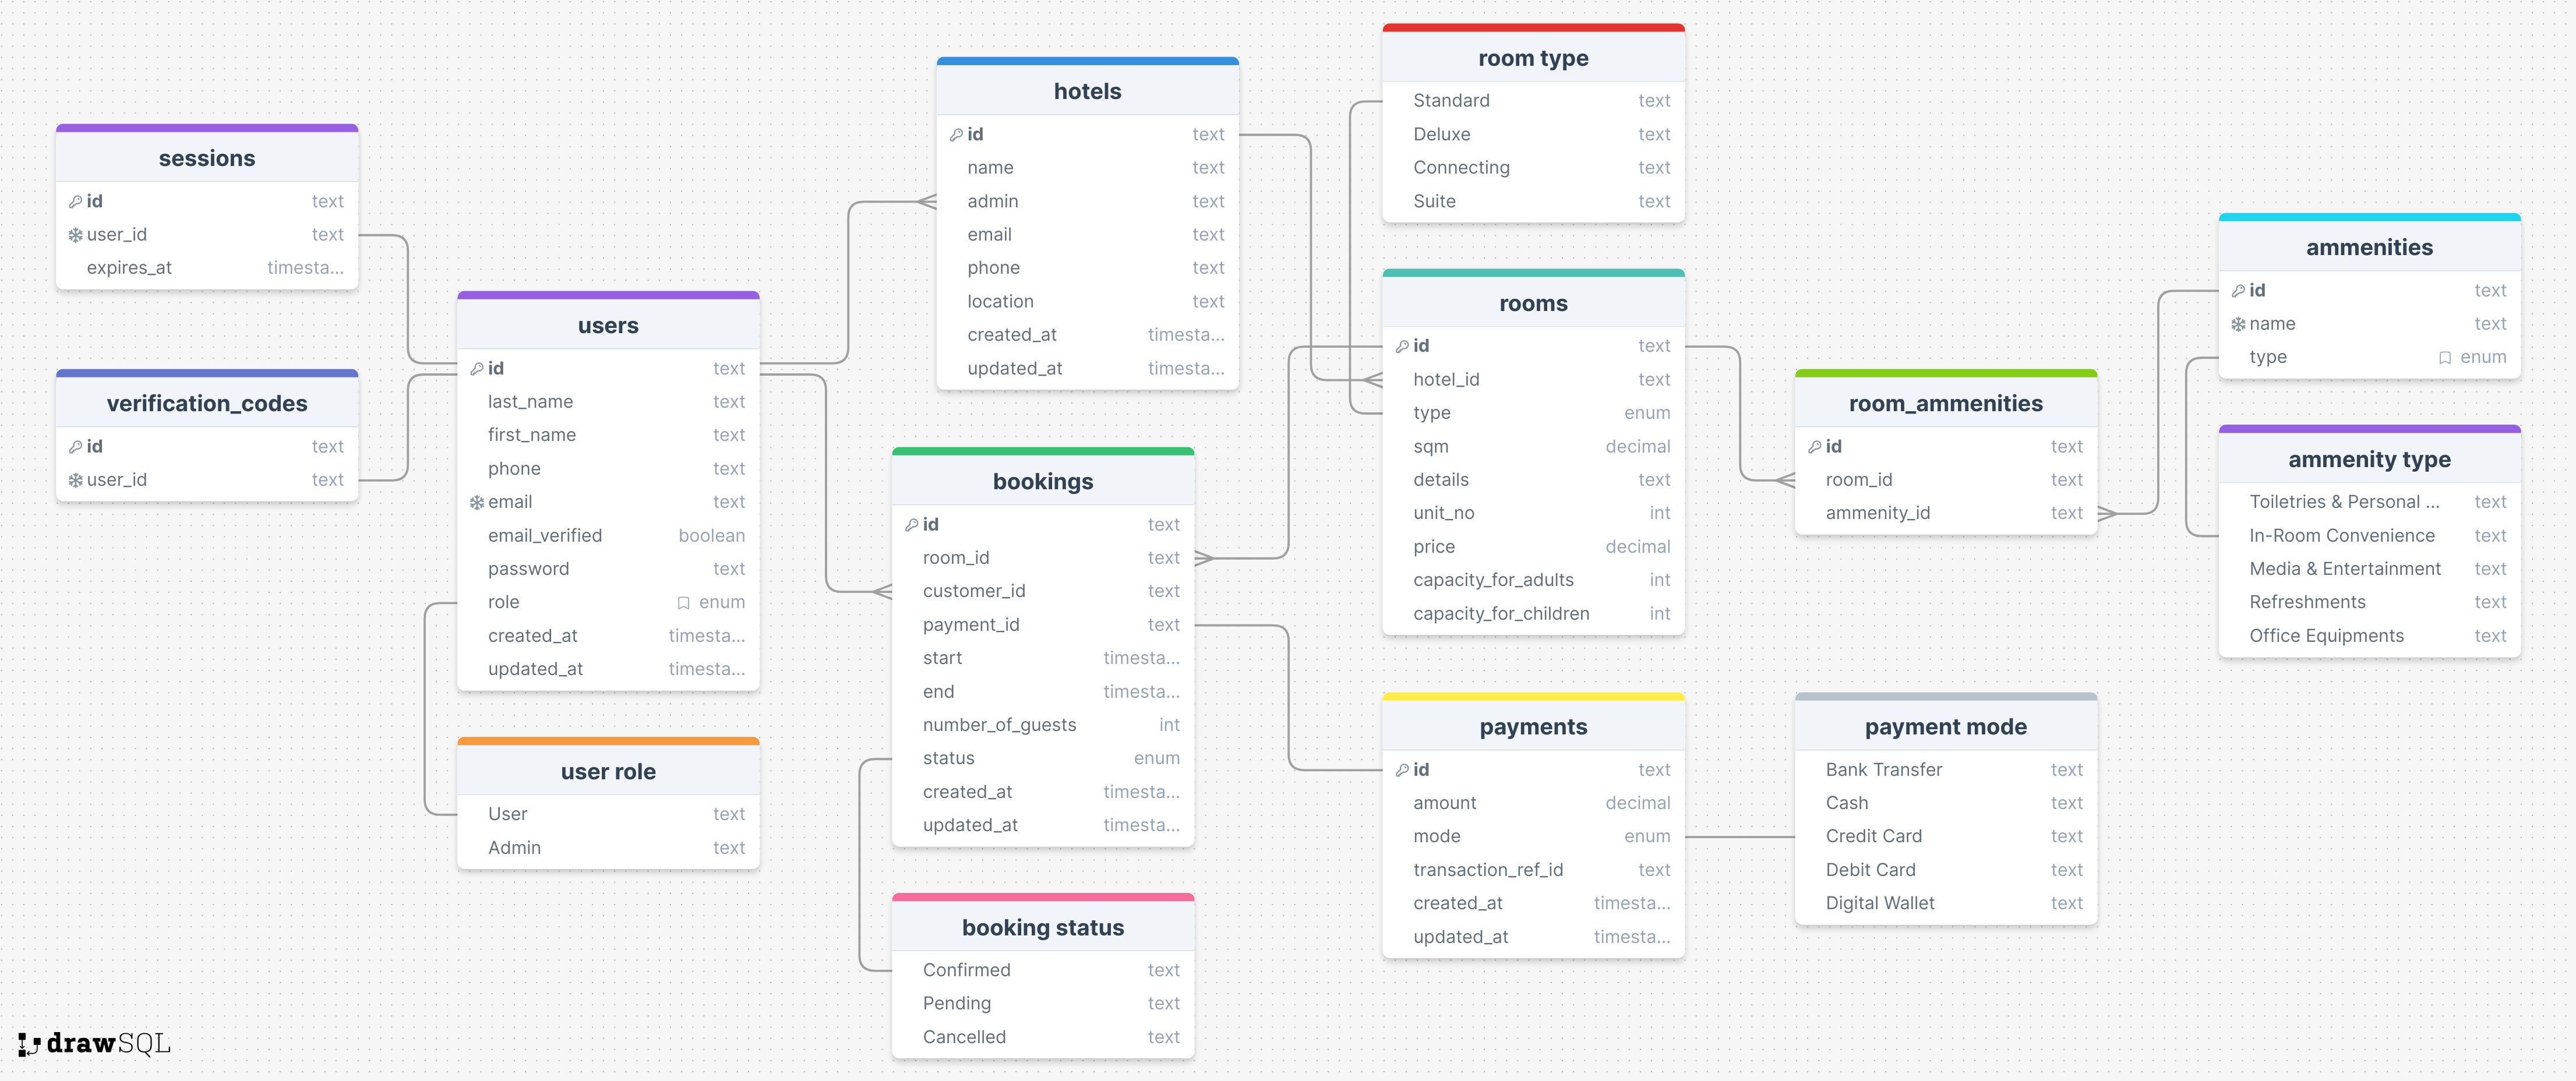 sessions
id text
user_id text
expires_at timesta...
verification_codes
id text
user_id text
users
id text
last_name text
first_name text
phone text
email text
email_verified boolean
password text
role enum
created_at timesta...
updated_at timesta...
user role
User text
Admin text
hotels
id text
name text
admin text
email text
phone text
location text
created_at timesta...
updated_at timesta...
bookings
id text
room_id text
customer_id text
payment_id text
start timesta...
end timesta...
number_of_guests int
status enum
created_at timesta...
updated_at timesta...
booking status
Confirmed text
Pending text
Cancelled text
room type
Standard text
Deluxe text
Connecting text
Suite text
rooms
id text
hotel_id text
type enum
sqm decimal
details text
unit_no int
price decimal
capacity_for_adults int
capacity_for_children int
payments
id text
amount decimal
mode enum
transaction_ref_id text
created_at timesta...
updated_at timesta...
room_ammenities
id text
room_id text
ammenity_id text
payment mode
Bank Transfer text
Cash text
Credit Card text
Debit Card text
Digital Wallet text
ammenities
id text
name text
type enum
ammenity type
Toiletries & Personal ... text
In-Room Convenience text
Media & Entertainment text
Refreshments text
Office Equipments text
drawSQL